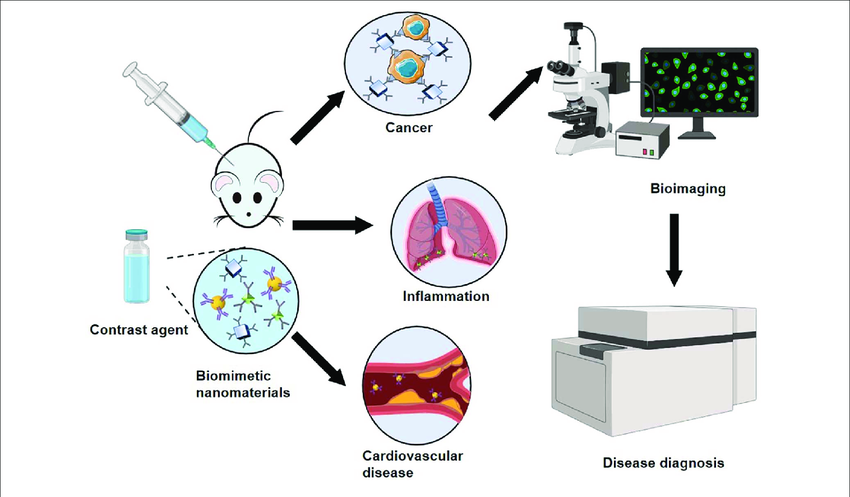 Cancer
Bioimaging
Inflammation
Contrast agent
Biomimetic
nanomaterials
Cardiovascular
disease
Disease diagnosis